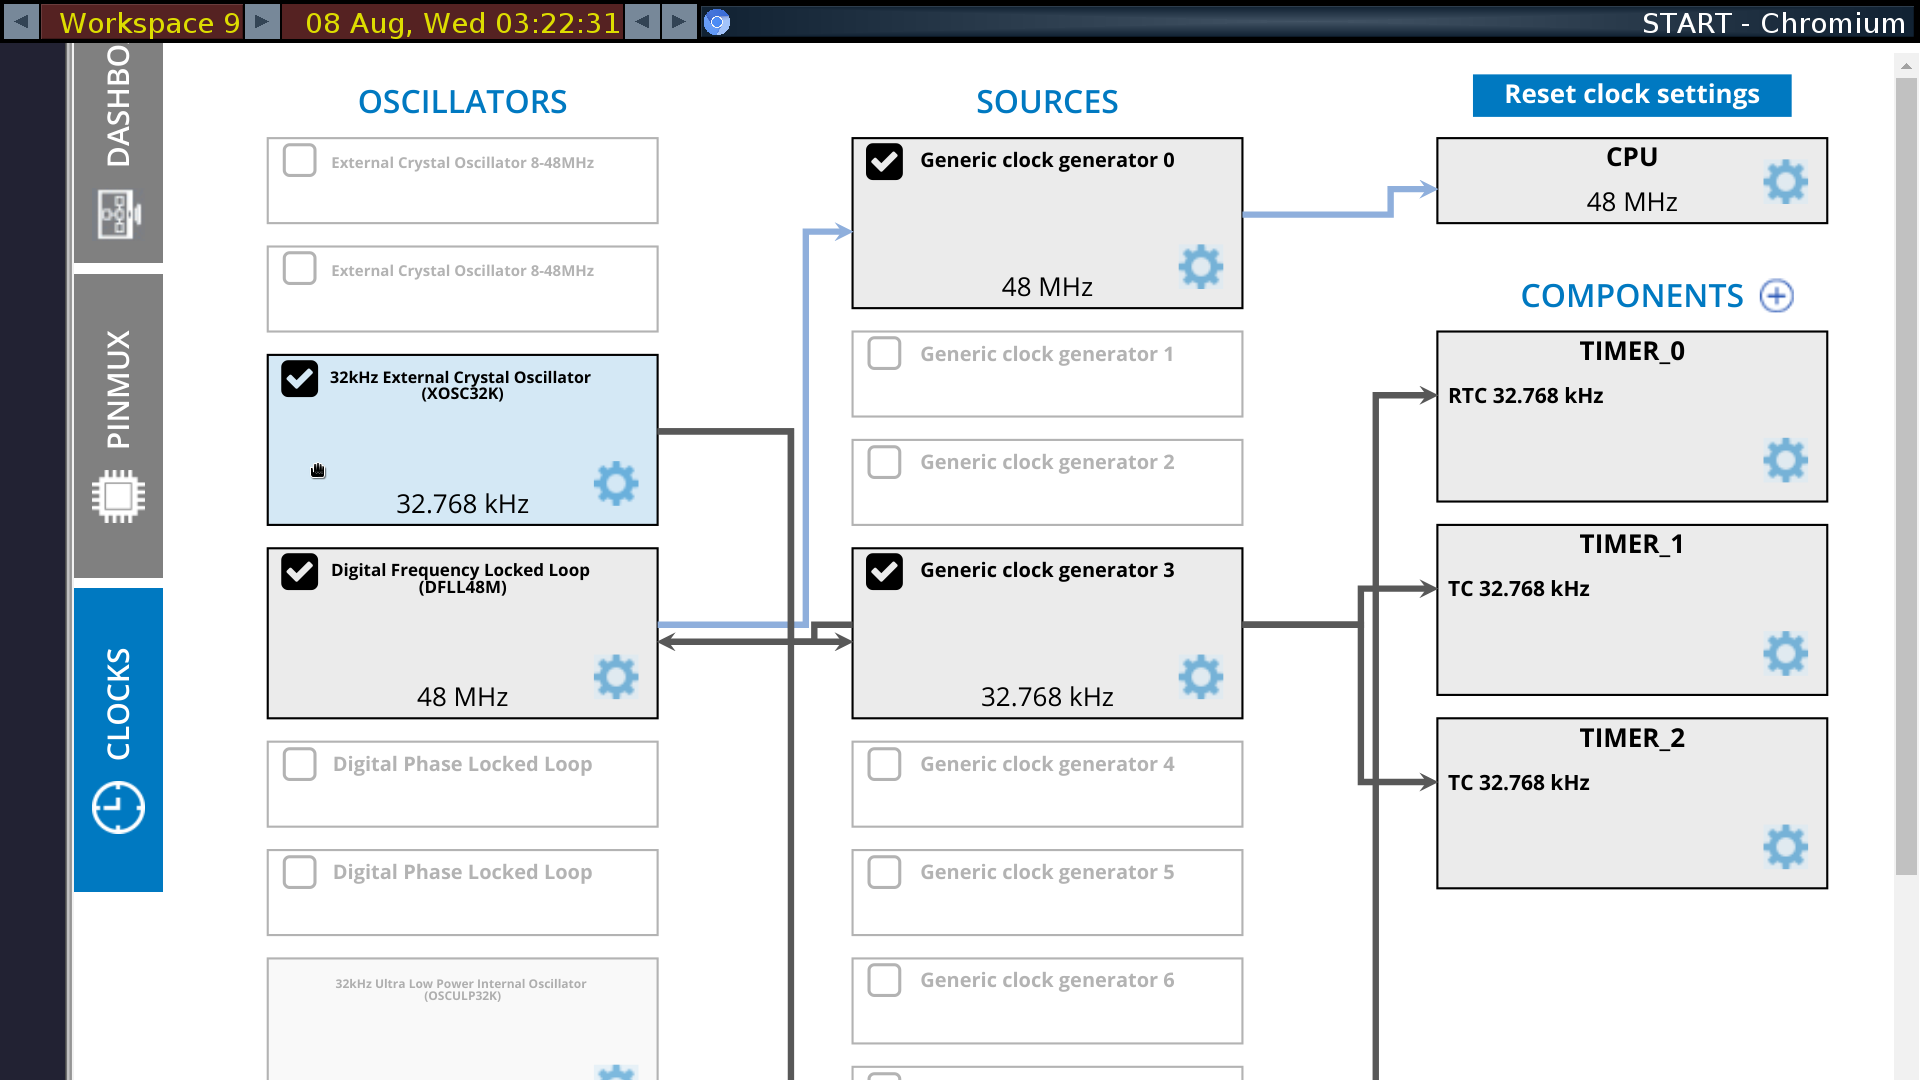 Workspace 9
08 Aug, Wed 03:22:31
START - Chromium
DASHBO
PINMUX
CLOCKS
OSCILLATORS
External Crystal Oscillator 8-48MHz
External Crystal Oscillator 8-48MHz
32kHz External Crystal Oscillator
(XOSC32K)
32.768 kHz
Digital Frequency Locked Loop
(DFLL48M)
48 MHz
Digital Phase Locked Loop
Digital Phase Locked Loop
32kHz Ultra Low Power Internal Oscillator
(OSCULP32K)
SOURCES
Generic clock generator 0
48 MHz
Generic clock generator 1
Generic clock generator 2
Generic clock generator 3
32.768 kHz
Generic clock generator 4
Generic clock generator 5
Generic clock generator 6
Reset clock settings
CPU
48 MHz
COMPONENTS
TIMER_0
RTC 32.768 kHz
TIMER_1
TC 32.768 kHz
TIMER_2
TC 32.768 kHz